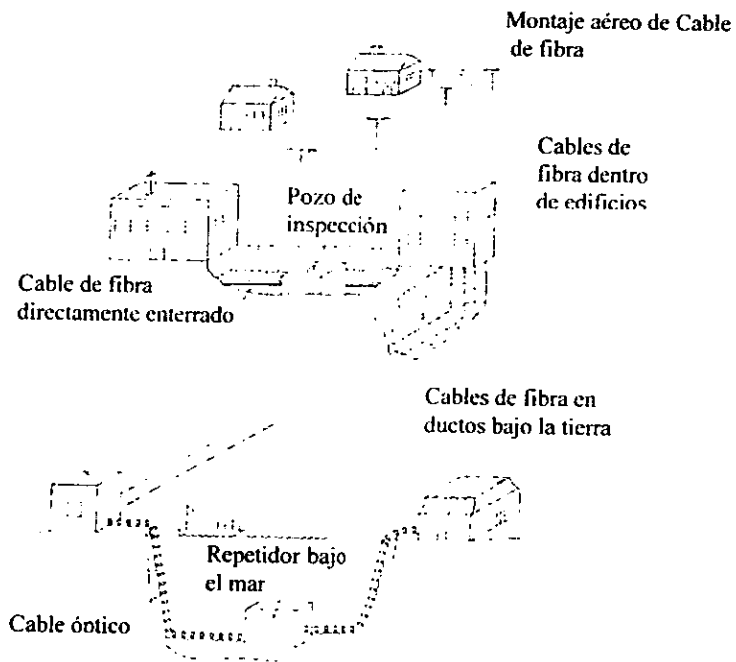 Montaje aéreo de Cable
de fibra
Cables de
fibra dentro
de edificios
Pozo de
inspección
Cable de fibra
directamente enterrado
Cables de fibra en
ductos bajo la tierra
Repetidor bajo
el mar
Cable óptico